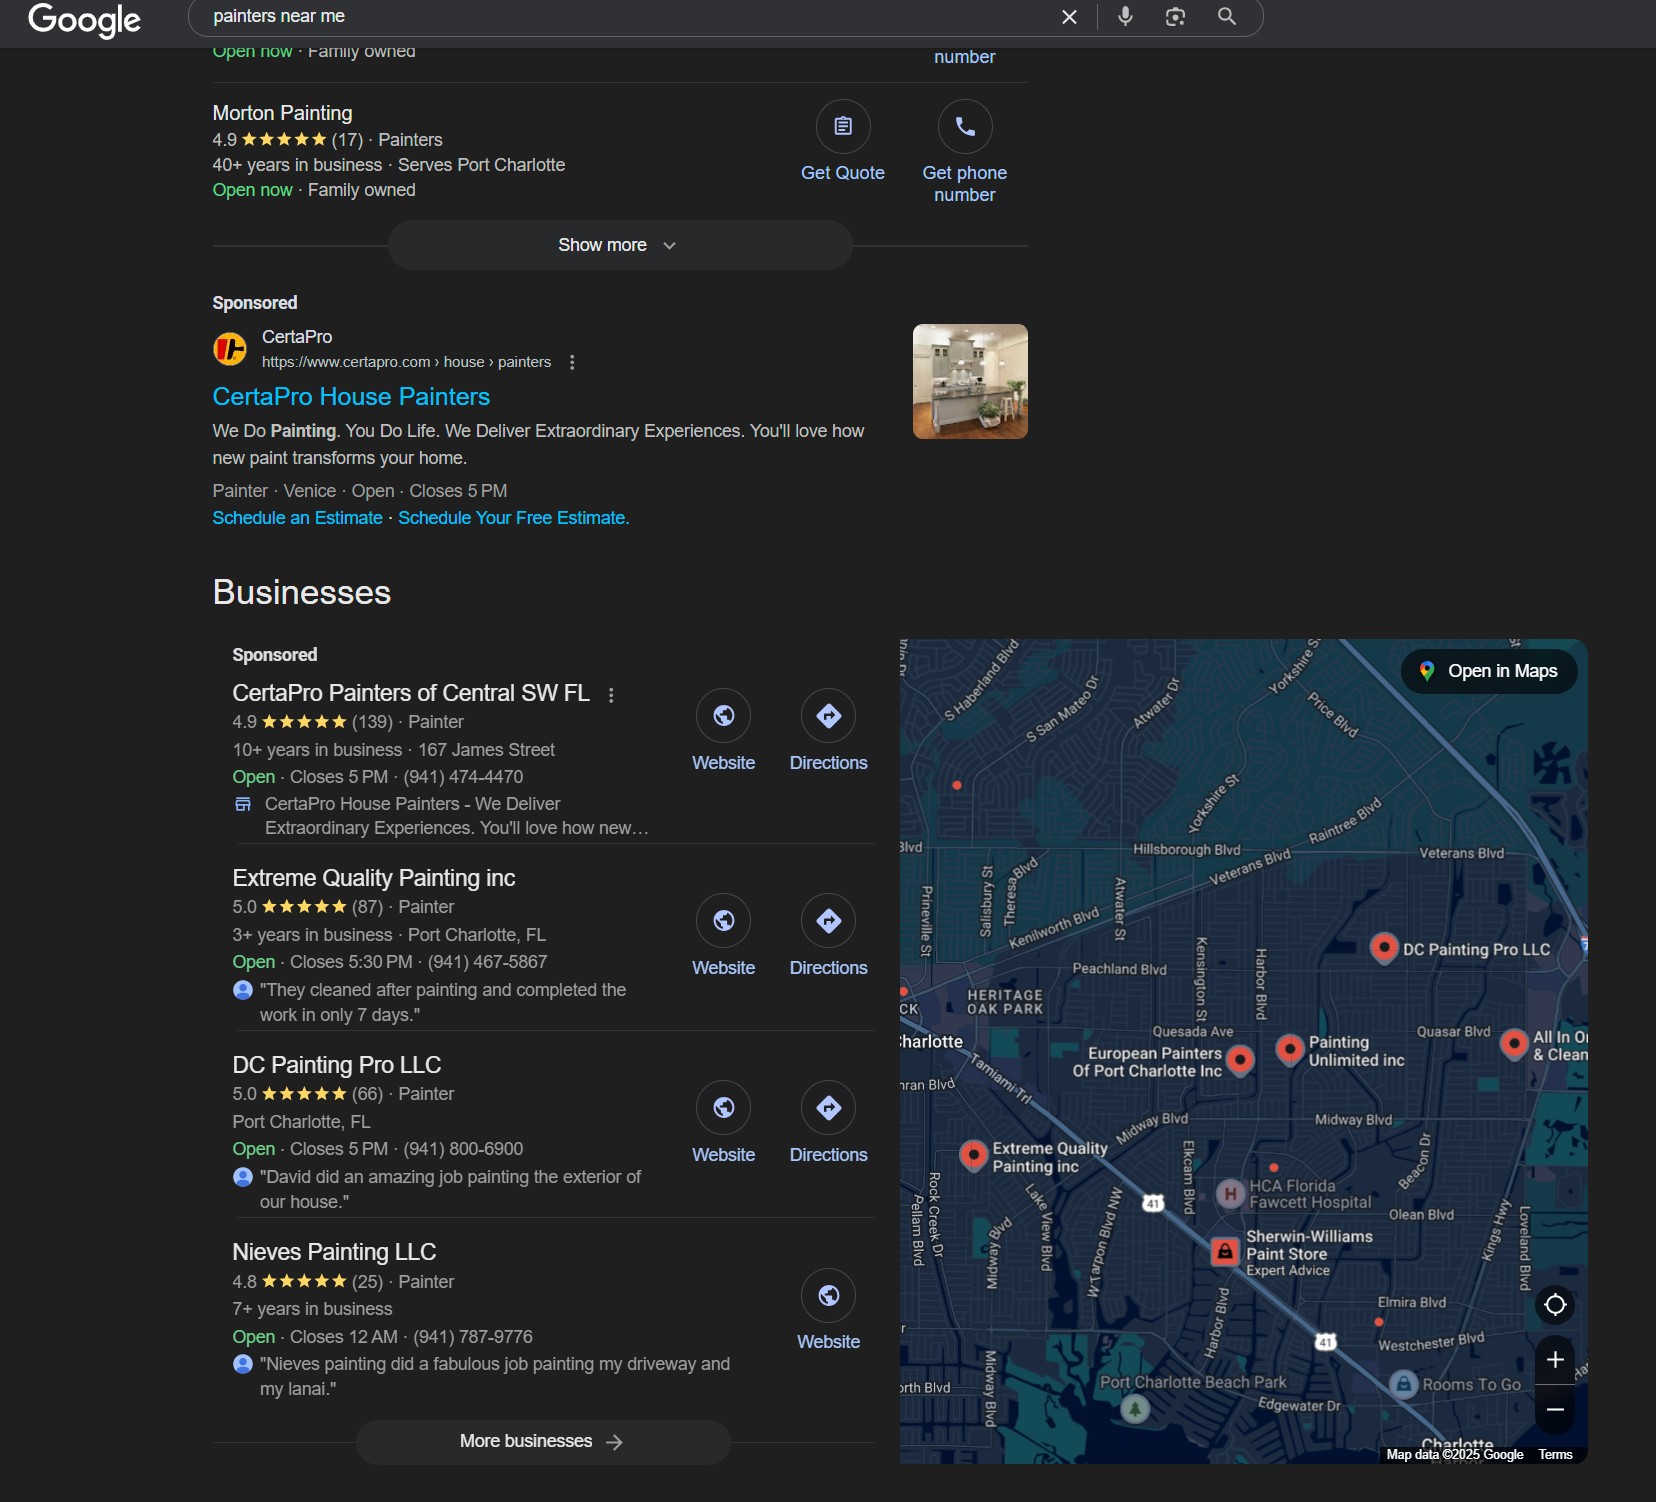 Google
painters near me
Open now · Family owned
number
Morton Painting
4.9 (17) · Painters
40+ years in business · Serves Port Charlotte
Open now · Family owned
Get Quote
Get phone
number
Show more
Sponsored
CertaPro
https://www.certapro.com › house › painters
CertaPro House Painters
We Do Painting. You Do Life. We Deliver Extraordinary Experiences. You'll love how
new paint transforms your home.
Painter · Venice · Open · Closes 5 PM
Schedule an Estimate · Schedule Your Free Estimate.
Businesses
Sponsored
CertaPro Painters of Central SW FL
4.9 (139) · Painter
10+ years in business · 167 James Street
Open · Closes 5 PM · (941) 474-4470
CertaPro House Painters - We Deliver
Extraordinary Experiences. You'll love how new…
Website
Directions
Extreme Quality Painting inc
5.0 (87) · Painter
3+ years in business · Port Charlotte, FL
Open · Closes 5:30 PM · (941) 467-5867
"They cleaned after painting and completed the
work in only 7 days."
Website
Directions
DC Painting Pro LLC
5.0 (66) · Painter
Port Charlotte, FL
Open · Closes 5 PM · (941) 800-6900
"David did an amazing job painting the exterior of
our house."
Website
Directions
Nieves Painting LLC
4.8 (25) · Painter
7+ years in business
Open · Closes 12 AM · (941) 787-9776
"Nieves painting did a fabulous job painting my driveway and
my lanai."
Website
More businesses
Open in Maps
S Haberland Blvd
S San Mateo Dr
Atwater Dr
Yorkshire S
Price Blvd
Yorkshire St
Raintree Blvd
Blvd
Hillsborough Blvd
Veterans Blvd
Veterans Blvd
Prineville St
Salisbury St
Theresa Blvd
Atwater St
Kenilworth Blvd
Kensington St
Harbor Blvd
DC Painting Pro LLC
Peachland Blvd
HERITAGE
OAK PARK
CK
Quesada Ave
Quasar Blvd
Charlotte
European Painters
Of Port Charlotte Inc
Painting
Unlimited inc
All In O
& Clean
Tamiami Trl
Midway Blvd
Midway Blvd
Extreme Quality
Painting inc
Elkcam Blvd
Beacon Dr
HCA Florida
Fawcett Hospital
H
Rock Creek Dr
Pellam Blvd
Lake View Blvd
Midway Blvd
W Tarpon Blvd NW
41
Olean Blvd
Kings Hwy
Loveland Blvd
Sherwin-Williams
Paint Store
Expert Advice
Elmira Blvd
Harbor Blvd
41
Westchester Blvd
Midway Blvd
orth Blvd
Port Charlotte Beach Park
Rooms To Go
Edgewater Dr
Charlotte
Map data ©2025 Google
Terms